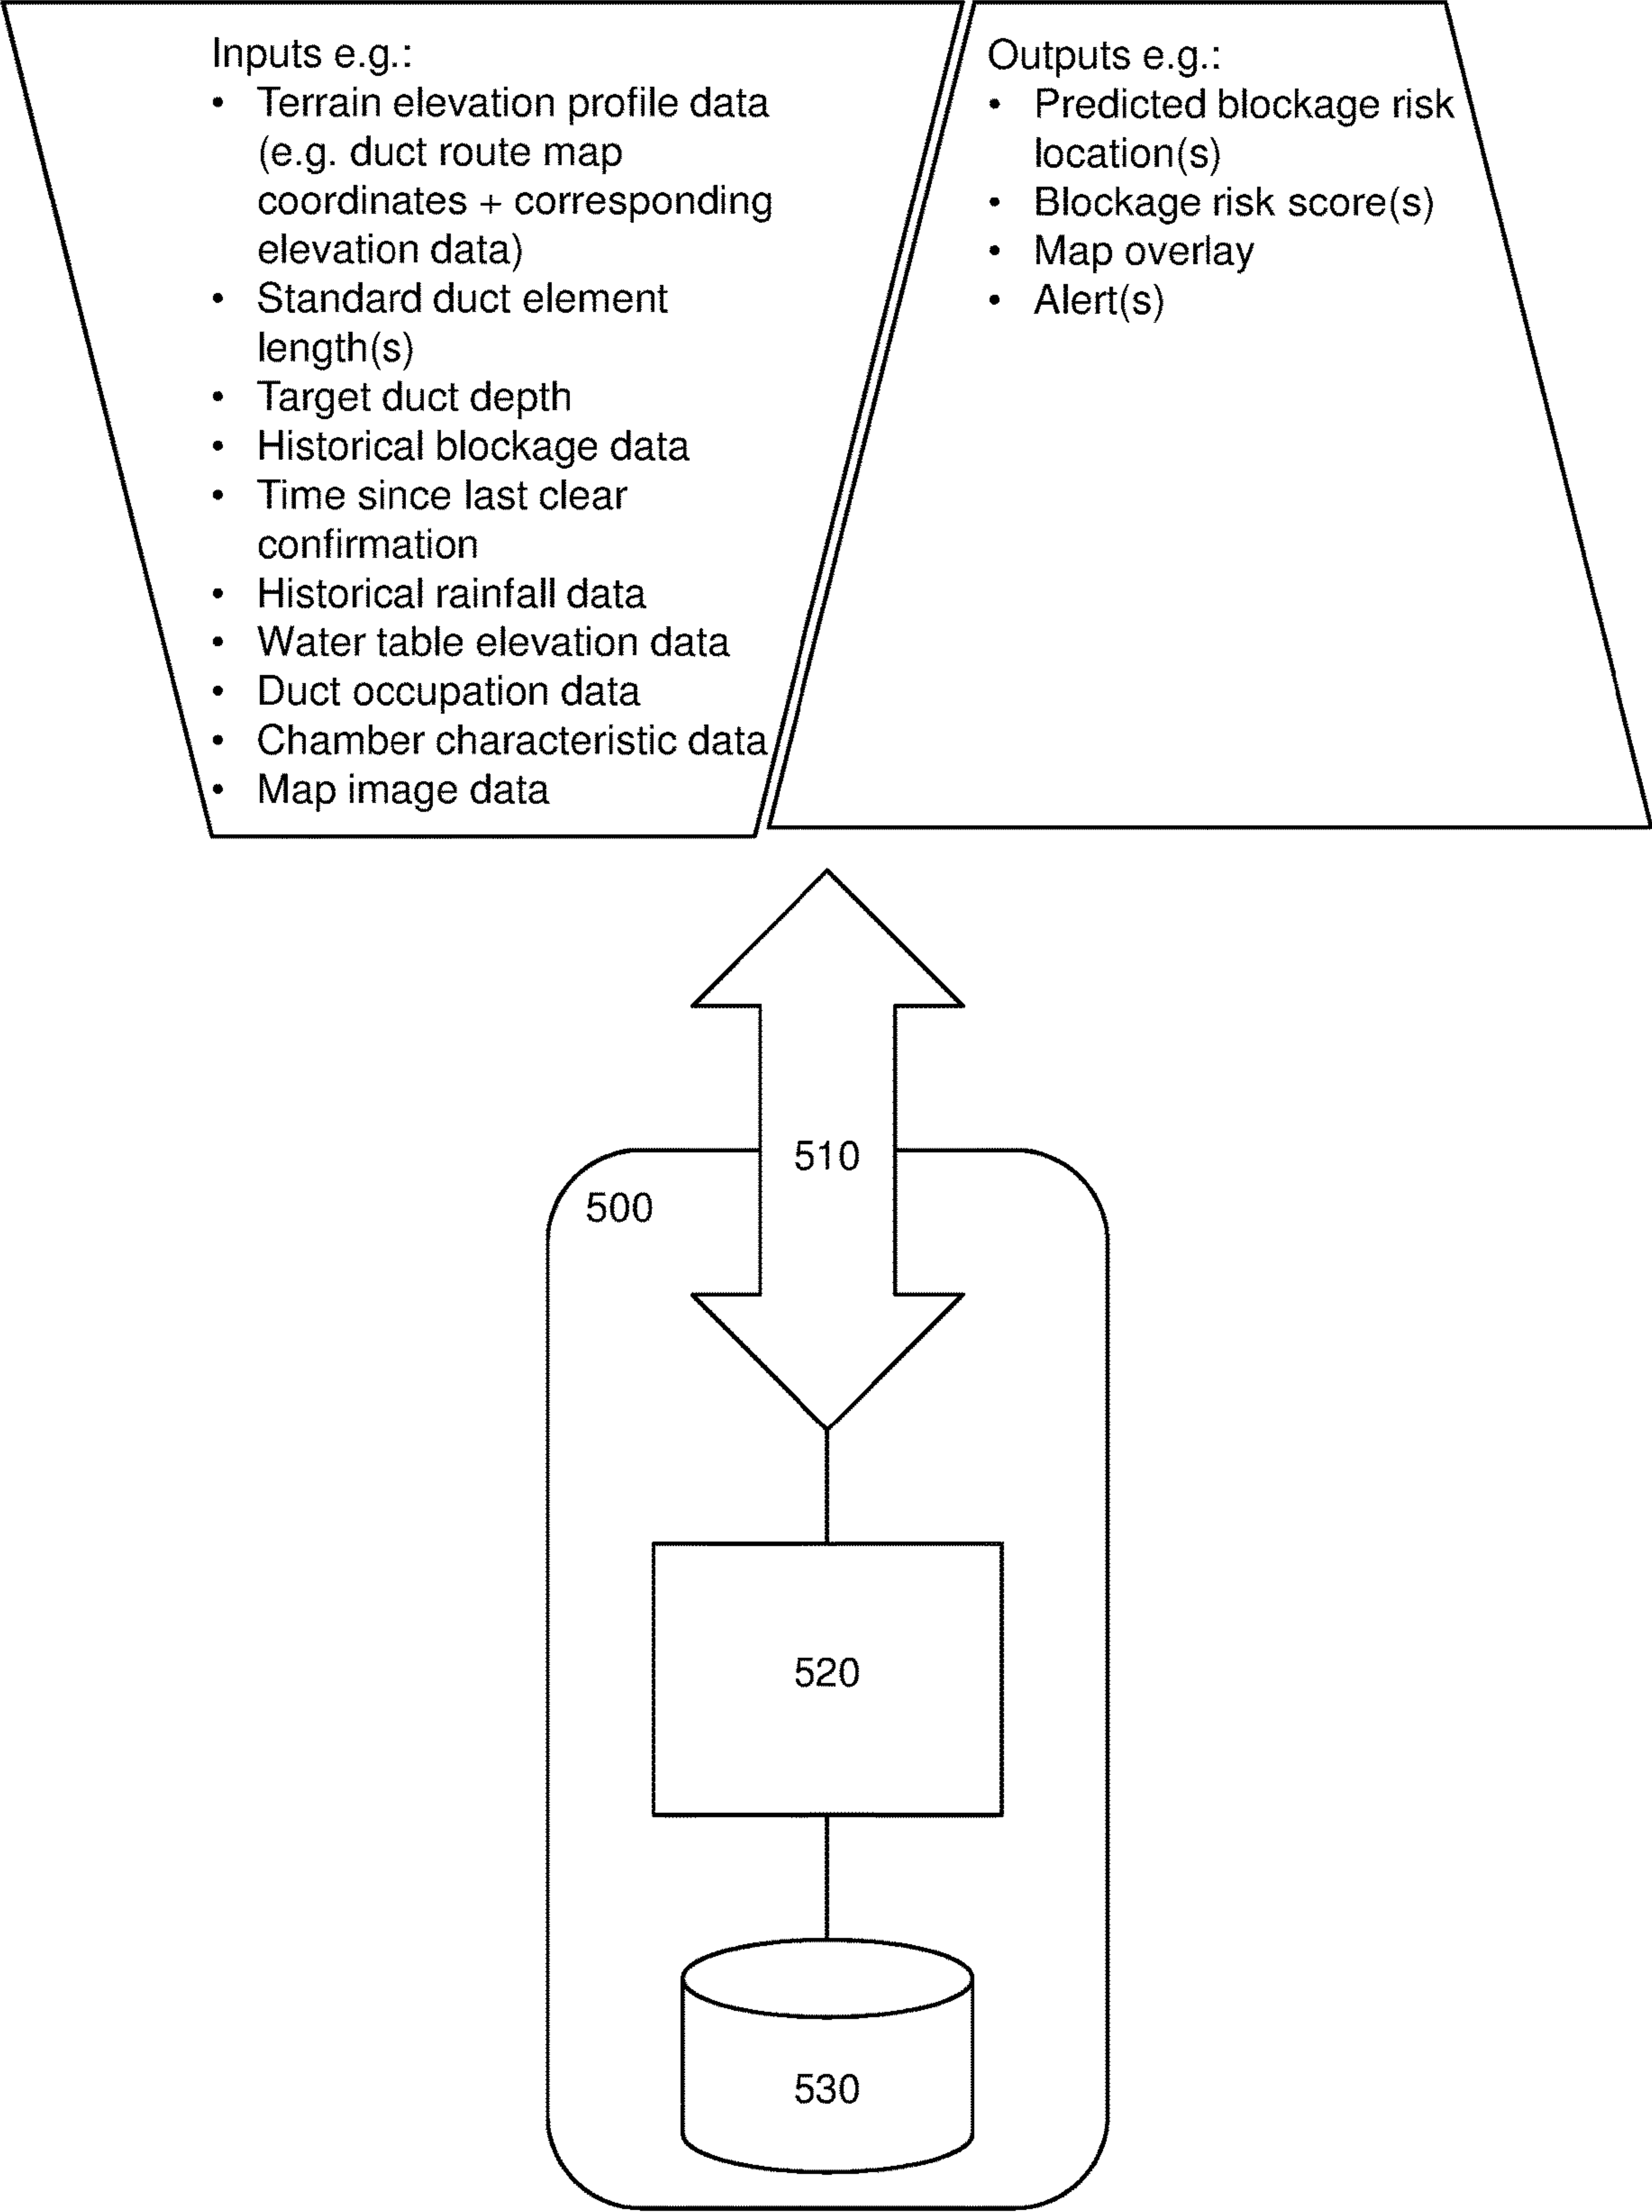 Inputs e.g.:
• Terrain elevation profile data
(e.g. duct route map
coordinates + corresponding
elevation data)
• Standard duct element
length(s)
• Target duct depth
• Historical blockage data
• Time since last clear
confirmation
• Historical rainfall data
• Water table elevation data
• Duct occupation data
• Chamber characteristic data
• Map image data
Outputs e.g.:
• Predicted blockage risk
location(s)
• Blockage risk score(s)
• Map overlay
• Alert(s)
510
500
520
530